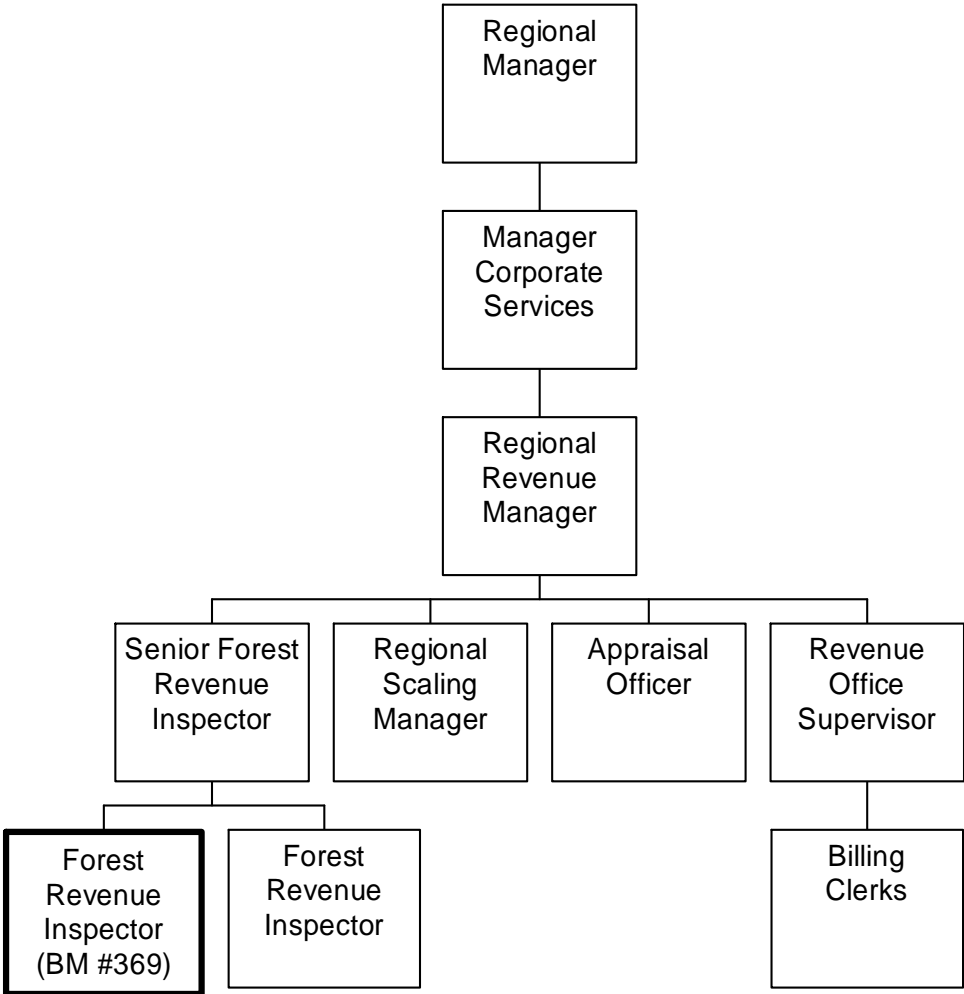 Regional
Manager
Manager
Corporate
Services
Regional
Revenue
Manager
Senior Forest
Revenue
Inspector
Regional
Scaling
Manager
Appraisal
Officer
Revenue
Office
Supervisor
Forest
Revenue
Inspector
(BM #369)
Forest
Revenue
Inspector
Billing
Clerks